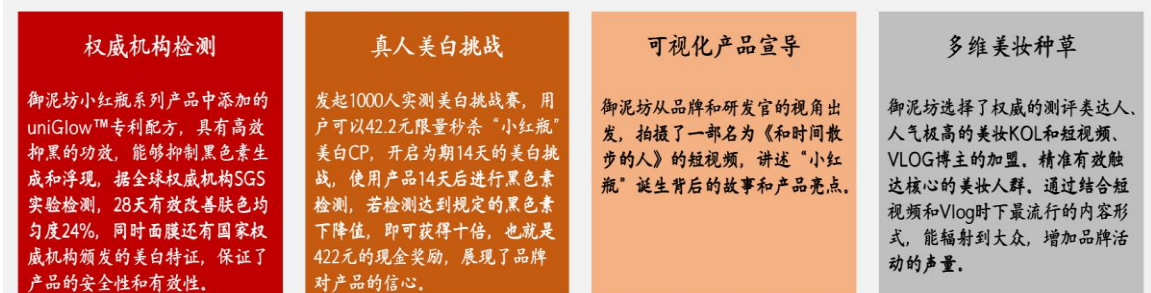 权威机构检测
御泥坊小红瓶系列产品中添加的
uniGlow™专利配方，具有高效
抑黑的功效，能够抑制黑色素生
成和浮现，据全球权威机构SGS
实验检测，28天有效改善肤色均
匀度24%，同时面膜还有国家权
威机构颁发的美白特证，保证了
产品的安全性和有效性。
真人美白挑战
发起1000人实测美白挑战赛，用
户可以42.2元限量秒杀“小红瓶”
美白CP，开启为期14天的美白挑
战，使用产品14天后进行黑色素
检测，若检测达到规定的黑色素
下降值，即可获得十倍，也就是
422元的现金奖励，展现了品牌
对产品的信心。
可视化产品宣导
御泥坊从品牌和研发官的视角出
发，拍摄了一部名为《和时间散
步的人》的短视频，讲述“小红
瓶”诞生背后的故事和产品亮点。
多维美妆种草
御泥坊选择了权威的测评类达人、
人气极高的美妆KOL和短视频、
VLOG博主的加盟。精准有效触
达核心的美妆人群。通过结合短
视频和Vlog时下最流行的内容形
式，能辐射到大众，增加品牌活
动的声量。